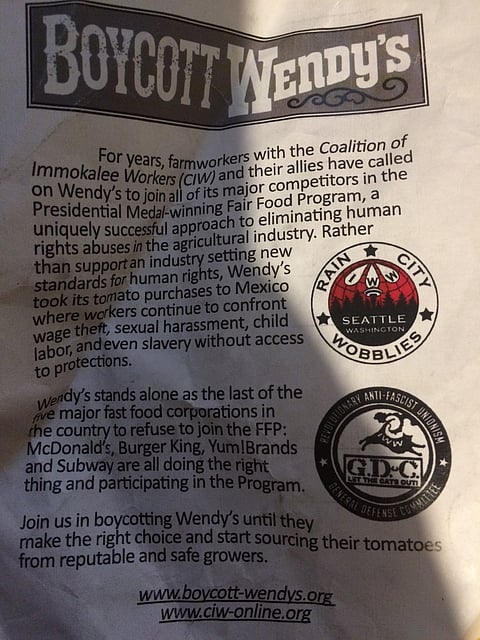 BOYCOTT WENDY'S
For years, farmworkers with the Coalition of
Immokalee Workers (CIW) and their allies have called
on Wendy's to join all of its major competitors in the
Presidential Medal-winning Fair Food Program, a
uniquely successful approach to eliminating human
rights abuses in the agricultural industry. Rather
than support an industry setting new
standards for human rights, Wendy's
took its tomato purchases to Mexico
where workers continue to confront
wage theft, sexual harassment, child
labor, and even slavery without access
to protections.
RAIN CITY
IWW
SEATTLE
WASHINGTON
WOBBLIES
Wendy's stands alone as the last of the
five major fast food corporations in
the country to refuse to join the FFP:
McDonald's, Burger King, Yum!Brands
and Subway are all doing the right
thing and participating in the Program.
REVOLUTIONARY ANTI-FASCIST UNIONISM
IWW
G.D.C.
LET THE CATS OUT!
GENERAL DEFENSE COMMITTEE
Join us in boycotting Wendy's until they
make the right choice and start sourcing their tomatoes
from reputable and safe growers.
www.boycott-wendys.org
www.ciw-online.org